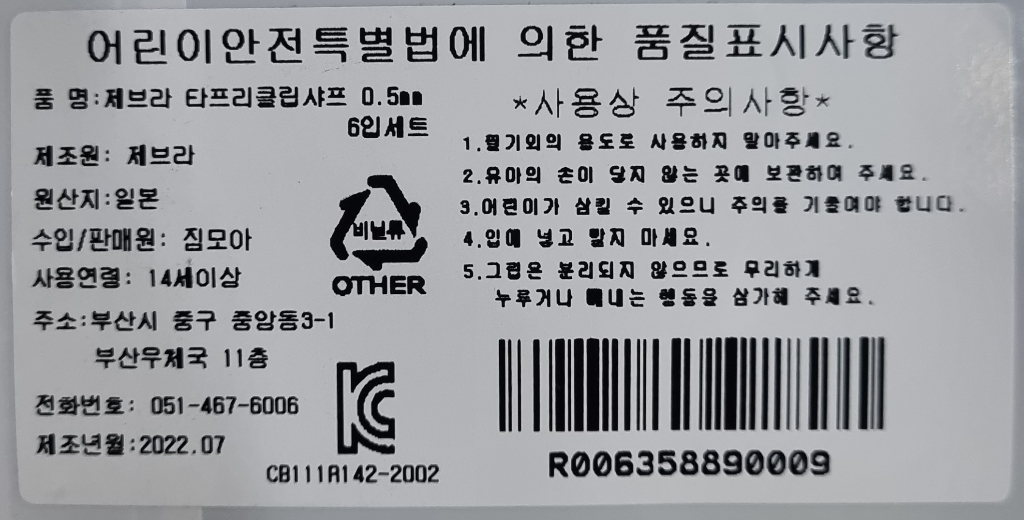 어린이안전특별법에 의한 품질표시사항
품 명:제브라 타프리클립샤프 0.5mm
6입세트
제조원: 제브라
원산지:일본
수입/판매원: 짐모아
사용연령: 14세이상
주소:부산시 중구 중앙동3-1
부산우체국 11층
전화번호: 051-467-6006
제조년월:2022.07
비닐류
OTHER
CB111A142-2002
*사용상 주의사항*
1.필기외의 용도로 사용하지 말아주세요.
2.유아의 손이 닿지 않는 곳에 보관하여 주세요.
3.어린이가 삼킬 수 있으니 주의를 기울여야 합니다.
4.입에 넣고 빨지 마세요.
5.그립은 분리되지 않으므로 무리하게
누루거나 빼내는 행동을 삼가해 주세요.
R006358890009